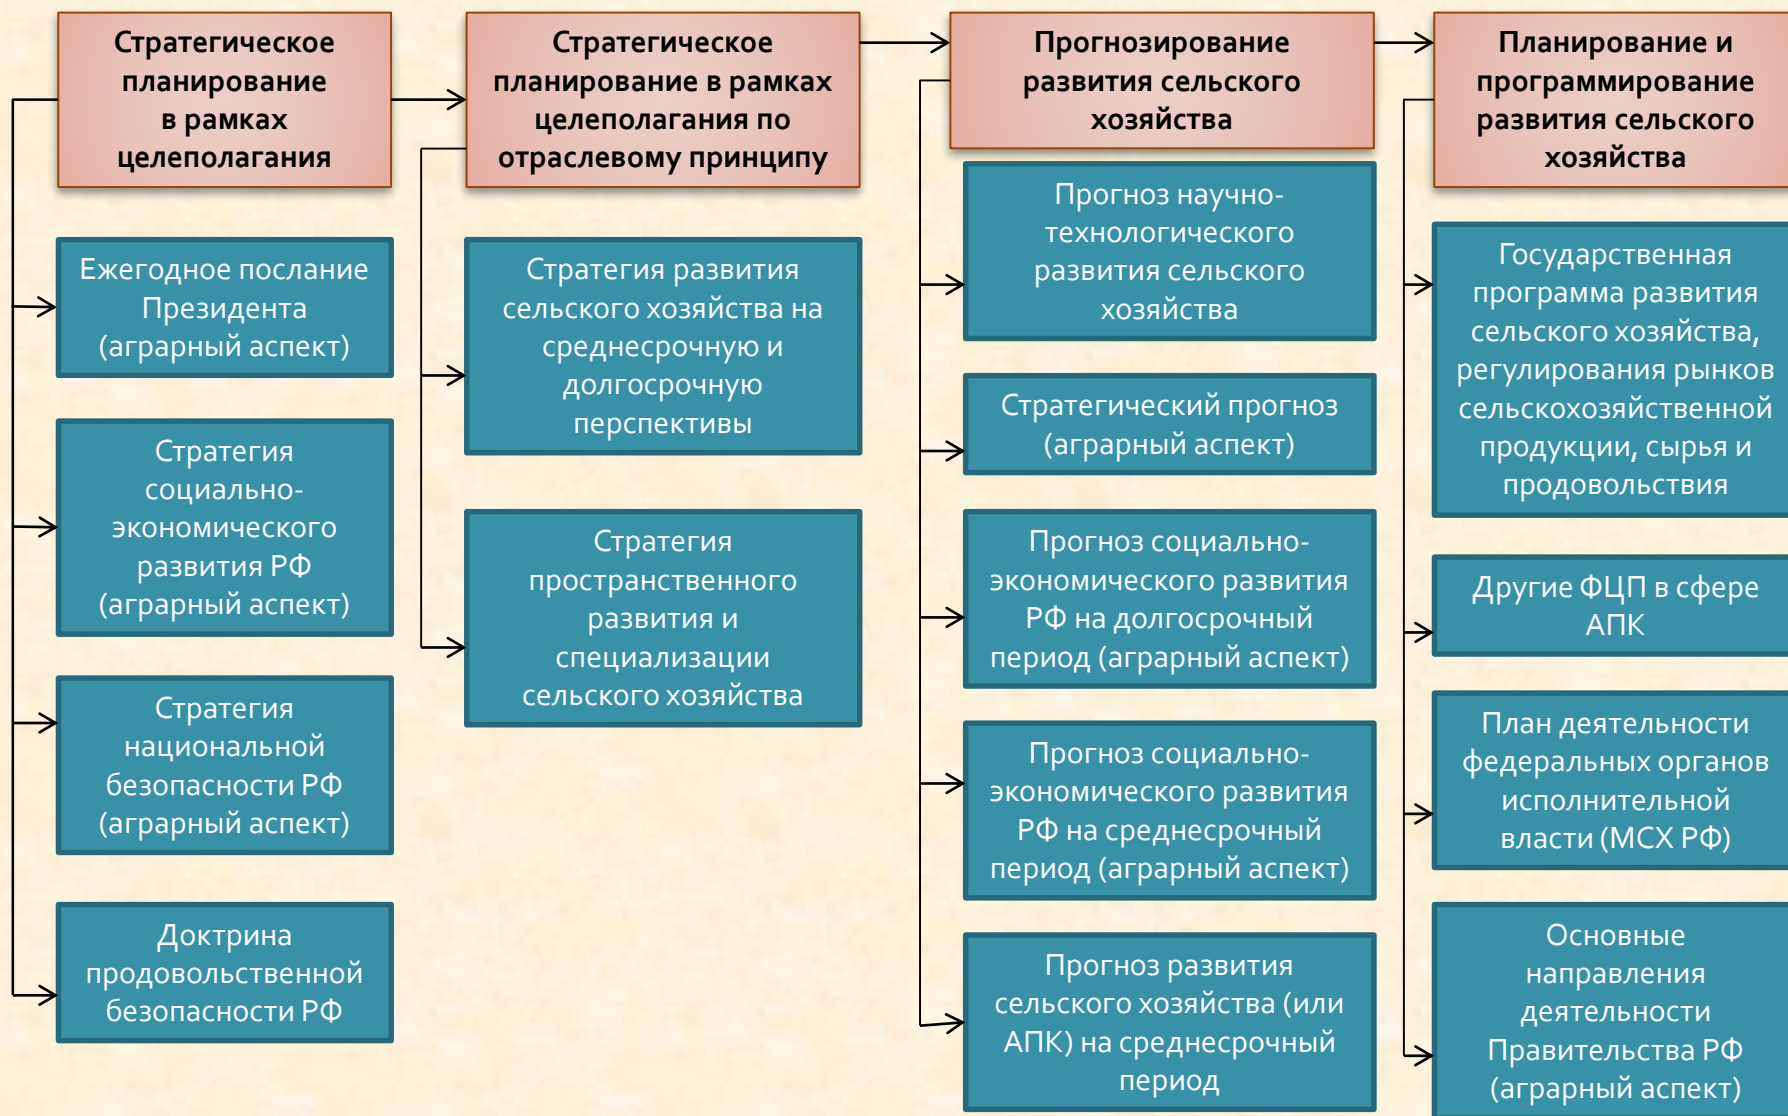 Стратегическое
планирование
в рамках
целеполагания
Ежегодное послание
Президента
(аграрный аспект)
Стратегия
социально-
экономического
развития РФ
(аграрный аспект)
Стратегия
национальной
безопасности РФ
(аграрный аспект)
Доктрина
продовольственной
безопасности РФ
Стратегическое
планирование в рамках
целеполагания по
отраслевому принципу
Стратегия развития
сельского хозяйства на
среднесрочную и
долгосрочную
перспективы
Стратегия
пространственного
развития и
специализации
сельского хозяйства
Прогнозирование
развития сельского
хозяйства
Прогноз научно-
технологического
развития сельского
хозяйства
Стратегический прогноз
(аграрный аспект)
Прогноз социально-
экономического развития
РФ на долгосрочный
период (аграрный аспект)
Прогноз социально-
экономического развития
РФ на среднесрочный
период (аграрный аспект)
Прогноз развития
сельского хозяйства (или
АПК) на среднесрочный
период
Планирование и
программирование
развития сельского
хозяйства
Государственная
программа развития
сельского хозяйства,
регулирования рынков
сельскохозяйственной
продукции, сырья и
продовольствия
Другие ФЦП в сфере
АПК
План деятельности
федеральных органов
исполнительной
власти (МСХ РФ)
Основные
направления
деятельности
Правительства РФ
(аграрный аспект)